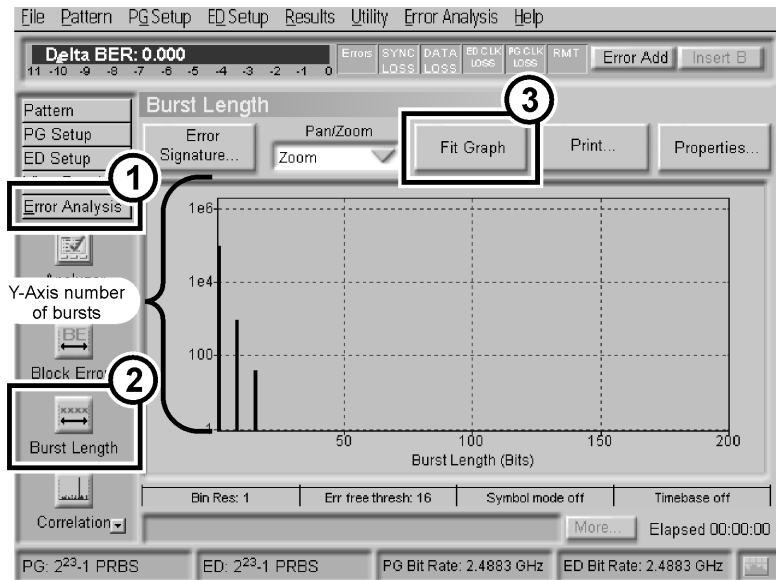 File Pattern PG Setup ED Setup Results Utility Error Analysis Help
Delta BER: 0.000
11 -10 -9 -8 -7 -6 -5 -4 -3 -2 -1 0
Errors SYNC LOSS DATA LOSS ED CLK LOSS PG CLK LOSS RMT Error Add Insert B
Pattern
PG Setup
ED Setup
Error Analysis
Burst Length
Error Signature...
Pan/Zoom
Zoom
Fit Graph
Print...
Properties...
1
2
3
Y-Axis number of bursts
Block Erro
Burst Length
Correlation
1e6
1e4
100
1
50 100 150 200
Burst Length (Bits)
Bin Res: 1 Err free thresh: 16 Symbol mode off Timebase off
More... Elapsed 00:00:00
PG: 2²³-1 PRBS ED: 2²³-1 PRBS PG Bit Rate: 2.4883 GHz ED Bit Rate: 2.4883 GHz